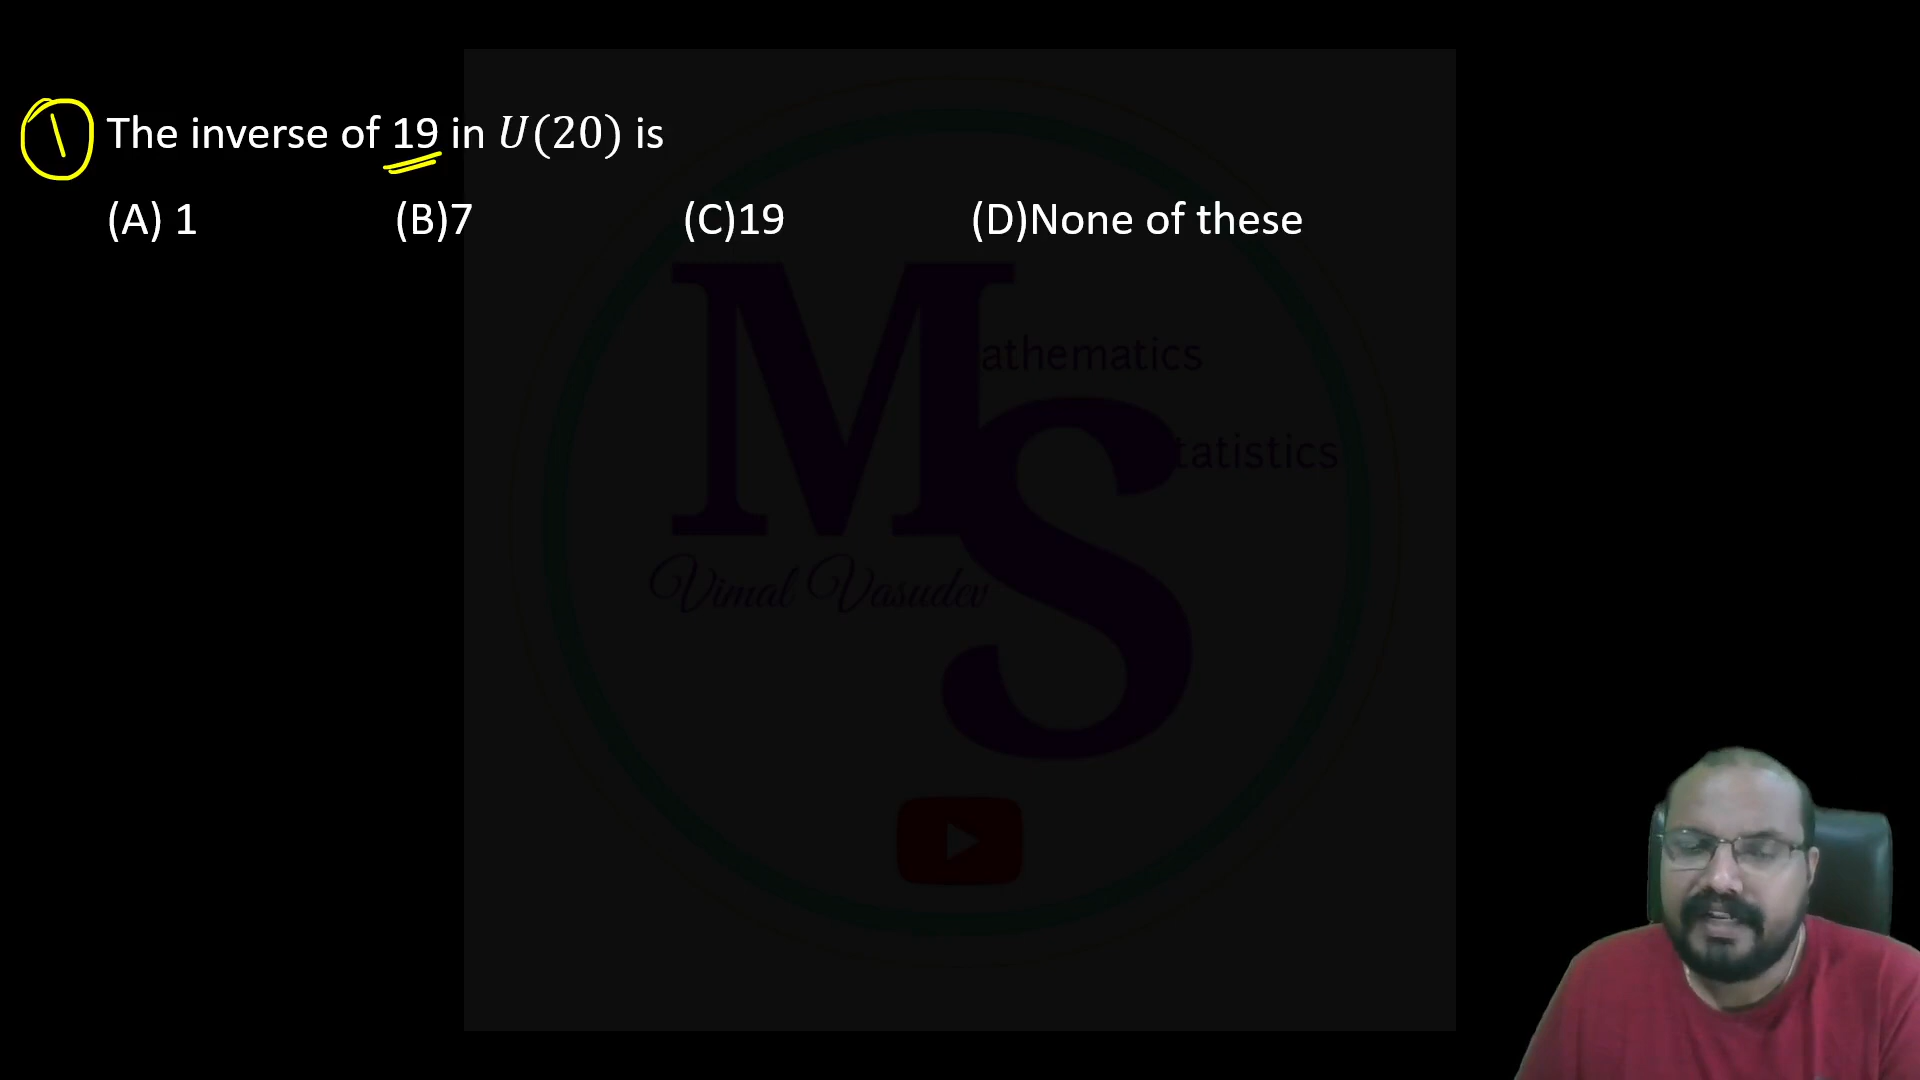 1 The inverse of 19 in U(20) is
(A) 1 (B)7 (C)19 (D)None of these
M
athematics
S
tatistics
Vimal Vasudev